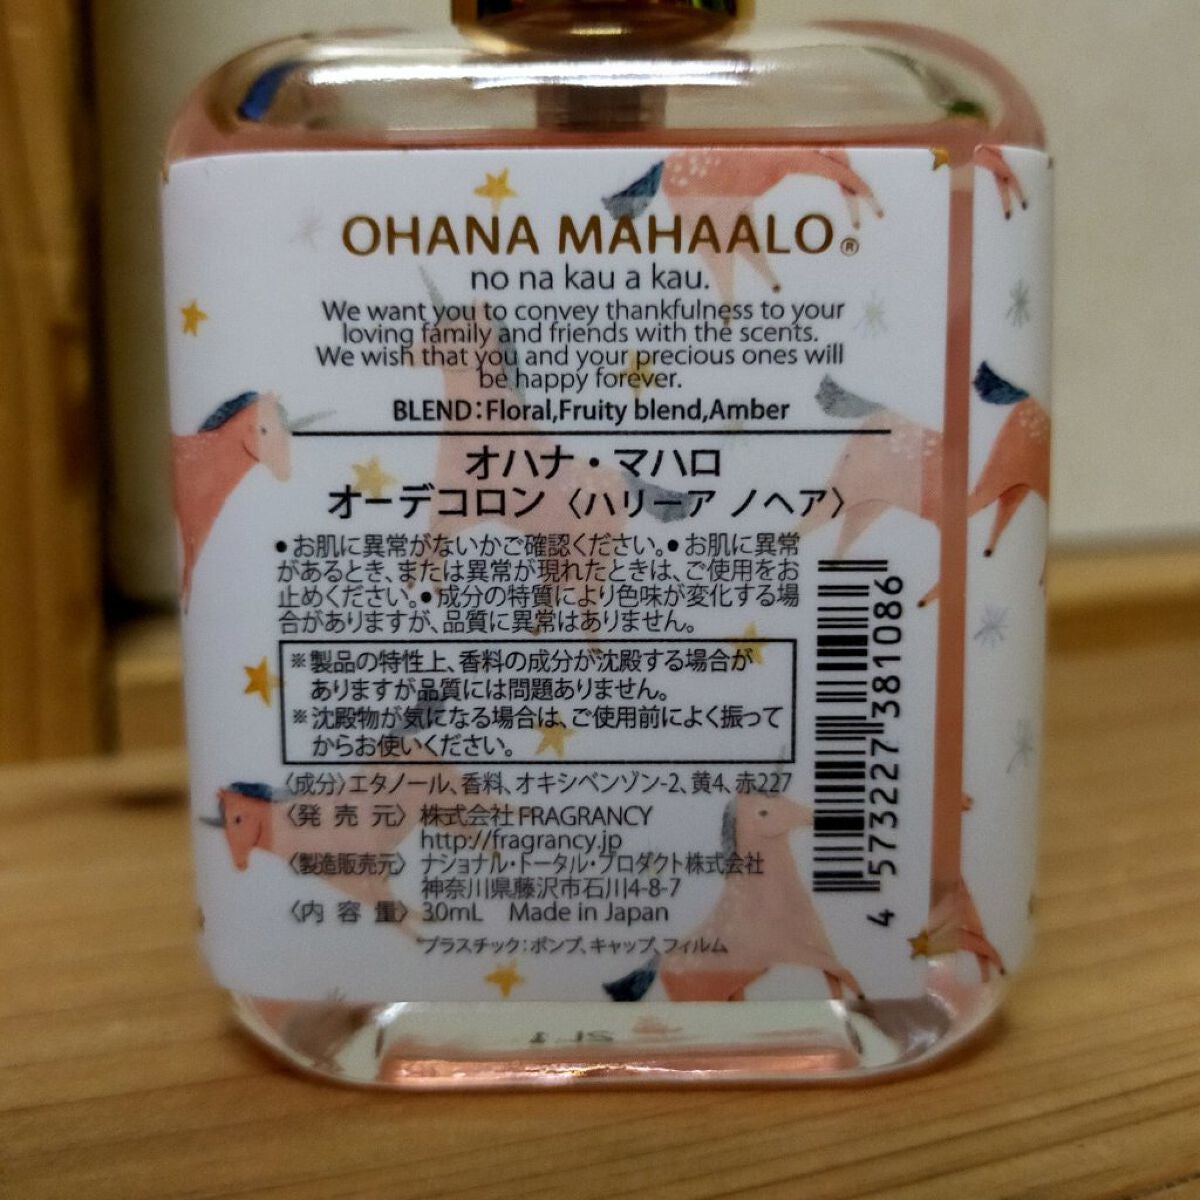 OHANA MAHAALO®
no na kau a kau.
We want you to convey thankfulness to your
loving family and friends with the scents.
We wish that you and your precious ones will
be happy forever.
BLEND:Floral,Fruity blend,Amber
オハナ・マハロ
オーデコロン〈ハリーア ノヘア〉
●お肌に異常がないかご確認ください。●お肌に異常
があるとき、または異常が現れたときは、ご使用をお
止めください。●成分の特質により色味が変化する場
合がありますが、品質に異常はありません。
※製品の特性上、香料の成分が沈殿する場合が
ありますが品質には問題ありません。
※沈殿物が気になる場合は、ご使用前によく振って
からお使いください。
〈成分〉エタノール、香料、オキシベンゾン-2、黄4、赤227
〈発売元〉株式会社FRAGRANCY
http://fragrancy.jp
〈製造販売元〉ナショナル・トータル・プロダクト株式会社
神奈川県藤沢市石川4-8-7
〈内容量〉30mL Made in Japan
プラスチック:ポンプ、キャップ、フィルム
4573227381086